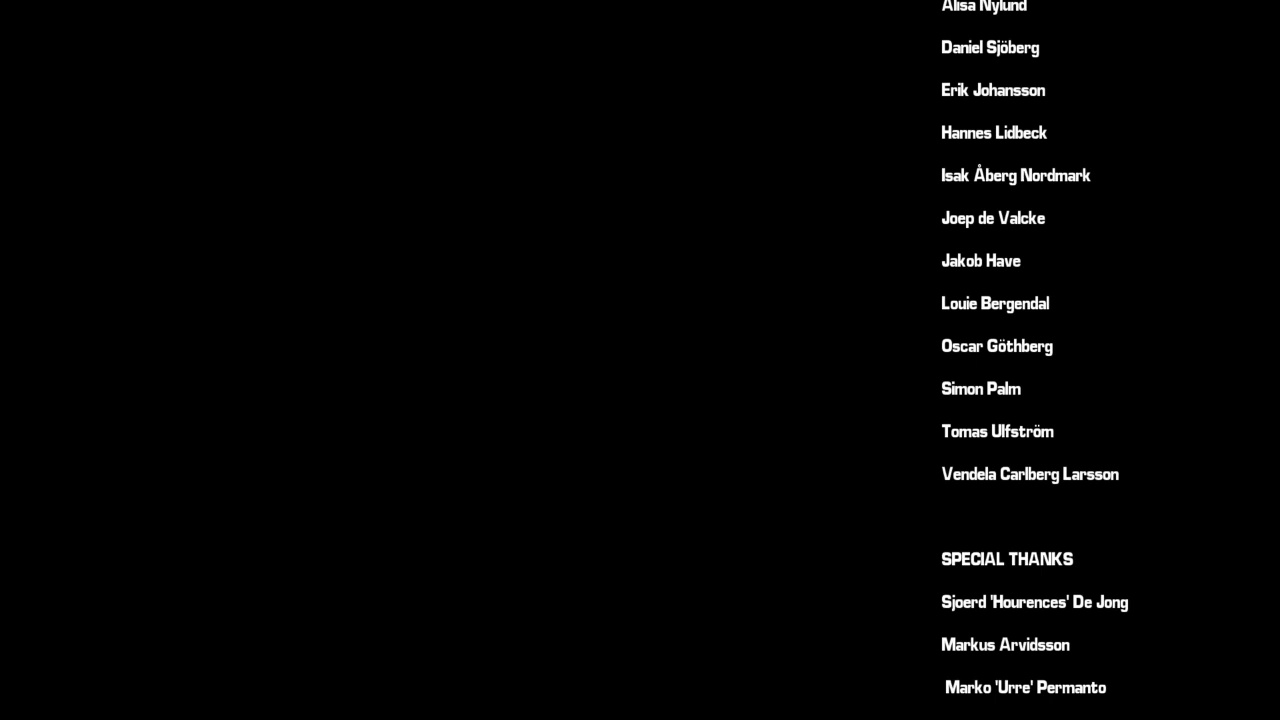 Alisa Nylund
Daniel Sjöberg
Erik Johansson
Hannes Lidbeck
Isak Åberg Nordmark
Joep de Valcke
Jakob Have
Louie Bergendal
Oscar Göthberg
Simon Palm
Tomas Ulfström
Vendela Carlberg Larsson
SPECIAL THANKS
Sjoerd 'Hourences' De Jong
Markus Arvidsson
Marko 'Urre' Permanto